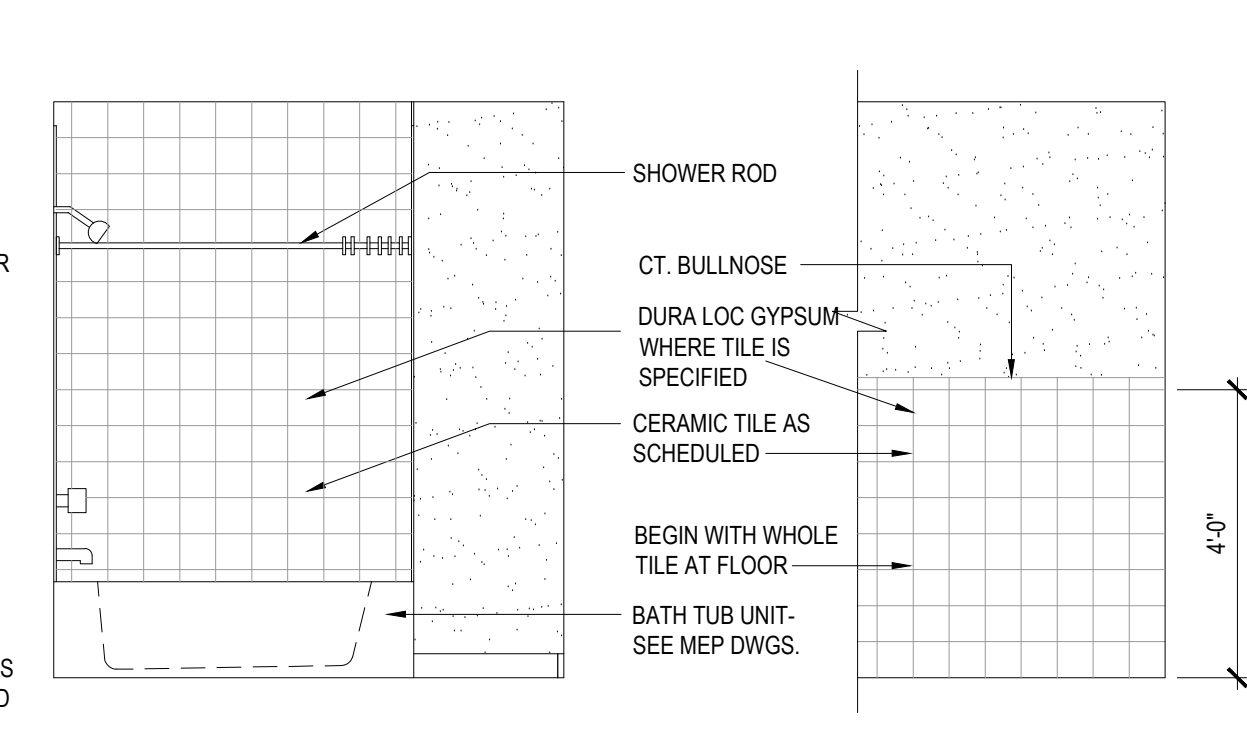 SHOWER ROD
CT. BULLNOSE
DURA LOC GYPSUM
WHERE TILE IS
SPECIFIED
CERAMIC TILE AS
SCHEDULED
BEGIN WITH WHOLE
TILE AT FLOOR
BATH TUB UNIT-
SEE MEP DWGS.
4'-0"
R
S
D